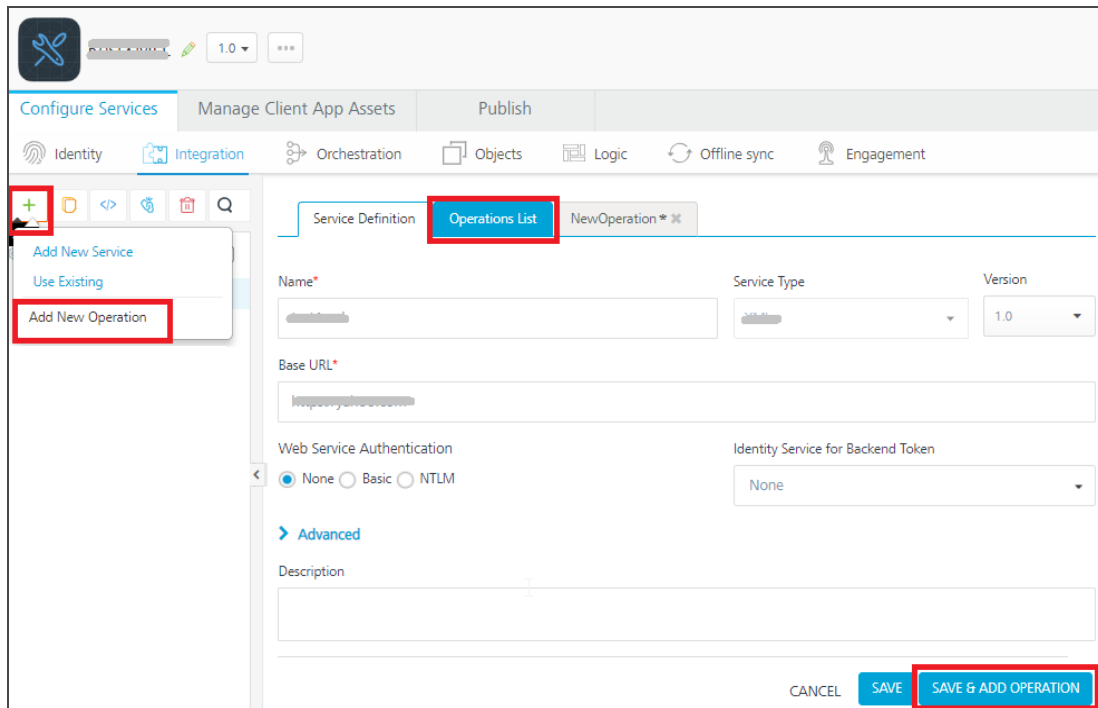 1.0
Configure Services Manage Client App Assets Publish
Identity Integration Orchestration Objects Logic Offline sync Engagement
Service Definition Operations List NewOperation *
Add New Service
Use Existing
Add New Operation
Name* Service Type Version
1.0
Base URL*
Web Service Authentication Identity Service for Backend Token
None Basic NTLM None
Advanced
Description
CANCEL SAVE SAVE & ADD OPERATION